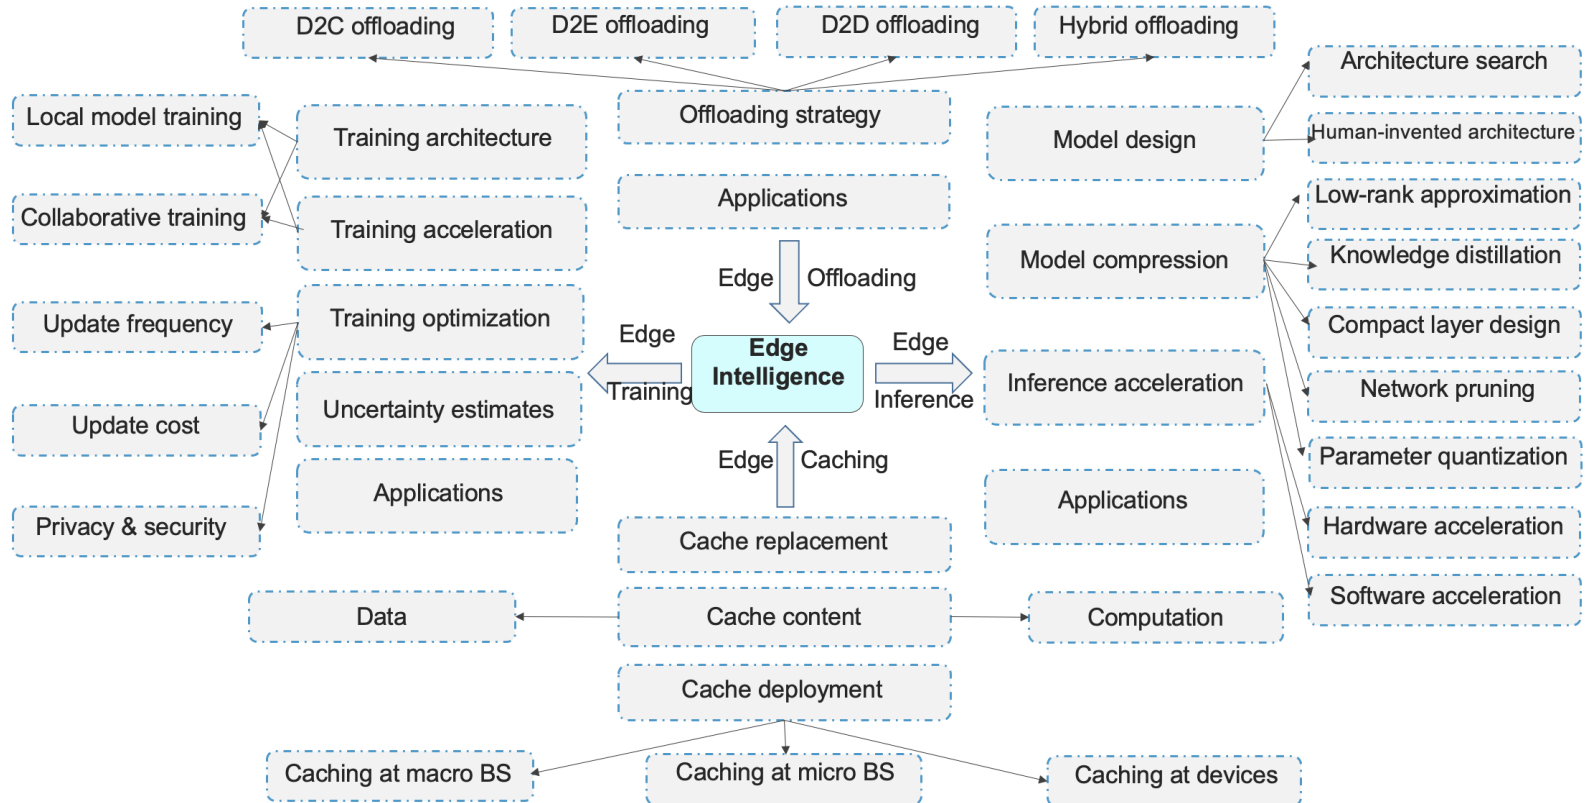 D2C offloading
D2E offloading
D2D offloading
Hybrid offloading
Architecture search
Local model training
Training architecture
Offloading strategy
Model design
Human-invented architecture
Collaborative training
Training acceleration
Applications
Low-rank approximation
Model compression
Knowledge distillation
Edge Offloading
Update frequency
Training optimization
Compact layer design
Edge
Training
Edge
Intelligence
Edge
Inference
Inference acceleration
Network pruning
Update cost
Uncertainty estimates
Edge Caching
Parameter quantization
Applications
Applications
Privacy & security
Cache replacement
Hardware acceleration
Data
Cache content
Computation
Software acceleration
Cache deployment
Caching at macro BS
Caching at micro BS
Caching at devices